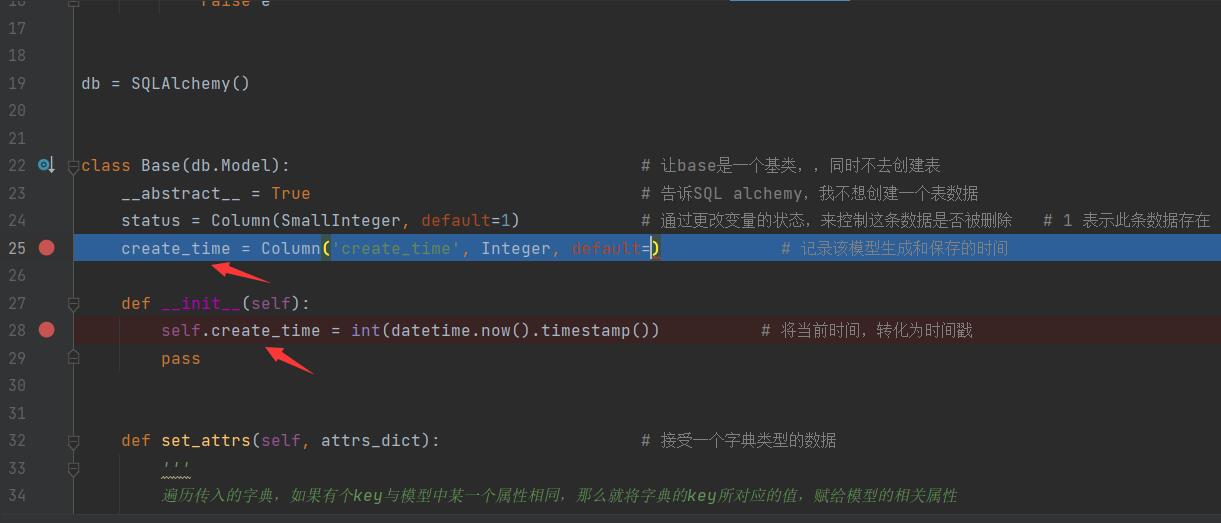 16 raise e
17
18
19 db = SQLAlchemy()
20
21
22 class Base(db.Model): # 让base是一个基类，，同时不去创建表
23 __abstract__ = True # 告诉SQL alchemy，我不想创建一个表数据
24 status = Column(SmallInteger, default=1) # 通过更改变量的状态，来控制这条数据是否被删除 # 1 表示此条数据存在
25 create_time = Column('create_time', Integer, default=) # 记录该模型生成和保存的时间
26
27 def __init__(self):
28 self.create_time = int(datetime.now().timestamp()) # 将当前时间，转化为时间戳
29 pass
30
31
32 def set_attrs(self, attrs_dict): # 接受一个字典类型的数据
33 '''
34 遍历传入的字典，如果有个key与模型中某一个属性相同，那么就将字典的key所对应的值，赋给模型的相关属性